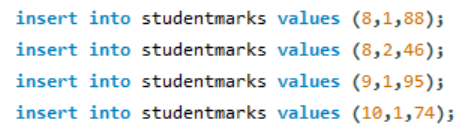 insert into studentmarks values (8,1,88);
insert into studentmarks values (8,2,46);
insert into studentmarks values (9,1,95);
insert into studentmarks values (10,1,74);